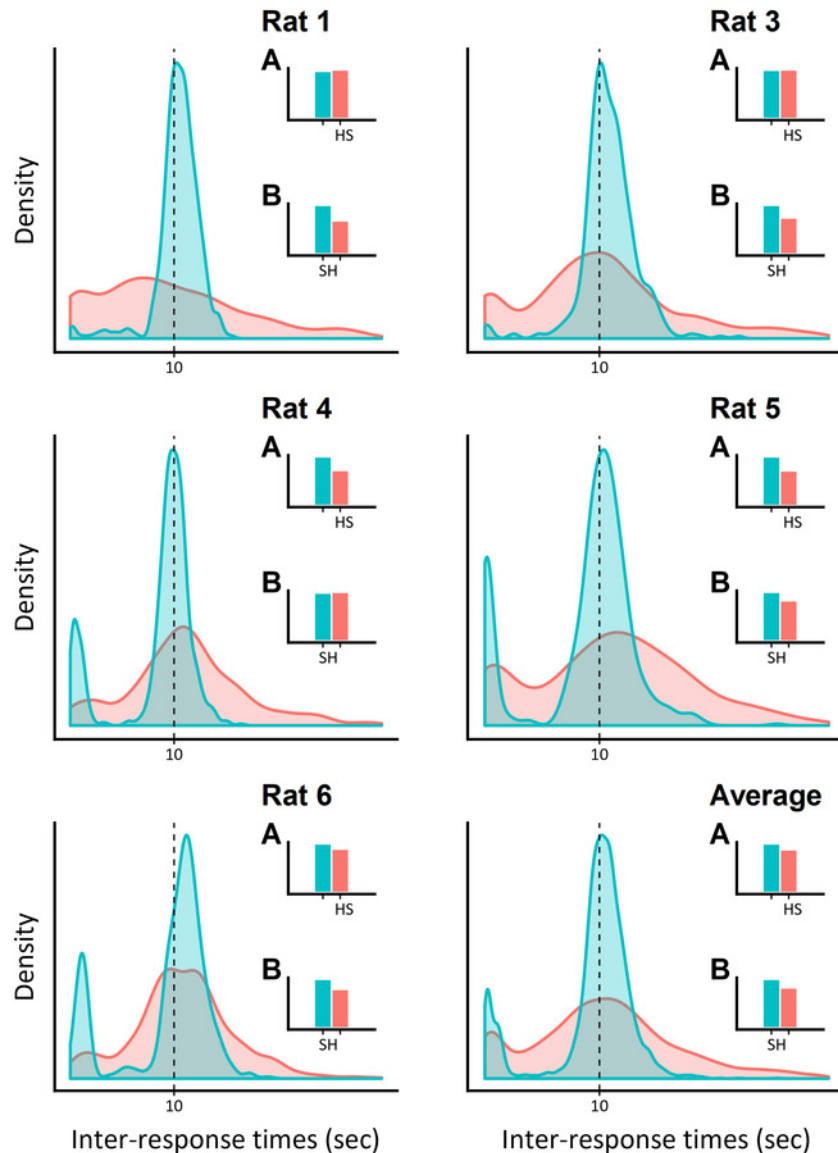 Rat 1
A
HS
B
SH
Density
10
Rat 3
A
HS
B
SH
10
Rat 4
A
HS
B
SH
Density
10
Rat 5
A
HS
B
SH
10
Rat 6
A
HS
B
SH
Density
10
Inter-response times (sec)
Average
A
HS
B
SH
10
Inter-response times (sec)